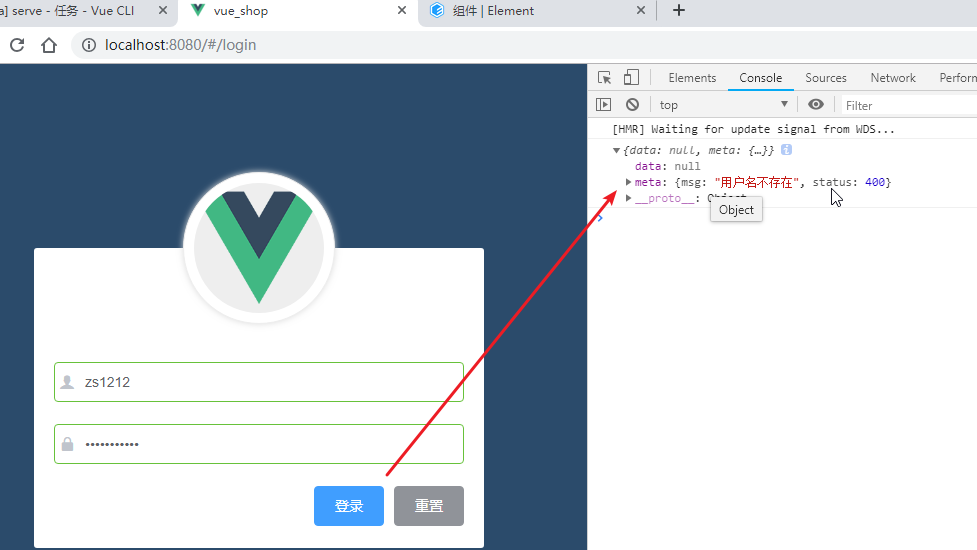 a] serve - 任务 - Vue CLI
vue_shop
组件 | Element
localhost:8080/#/login
Elements Console Sources Network Perform
top
Filter
[HMR] Waiting for update signal from WDS...
{data: null, meta: {…}}
data: null
meta: {msg: "用户名不存在", status: 400}
__proto__: Object
Object
zs1212
•••••••••••
登录 重置